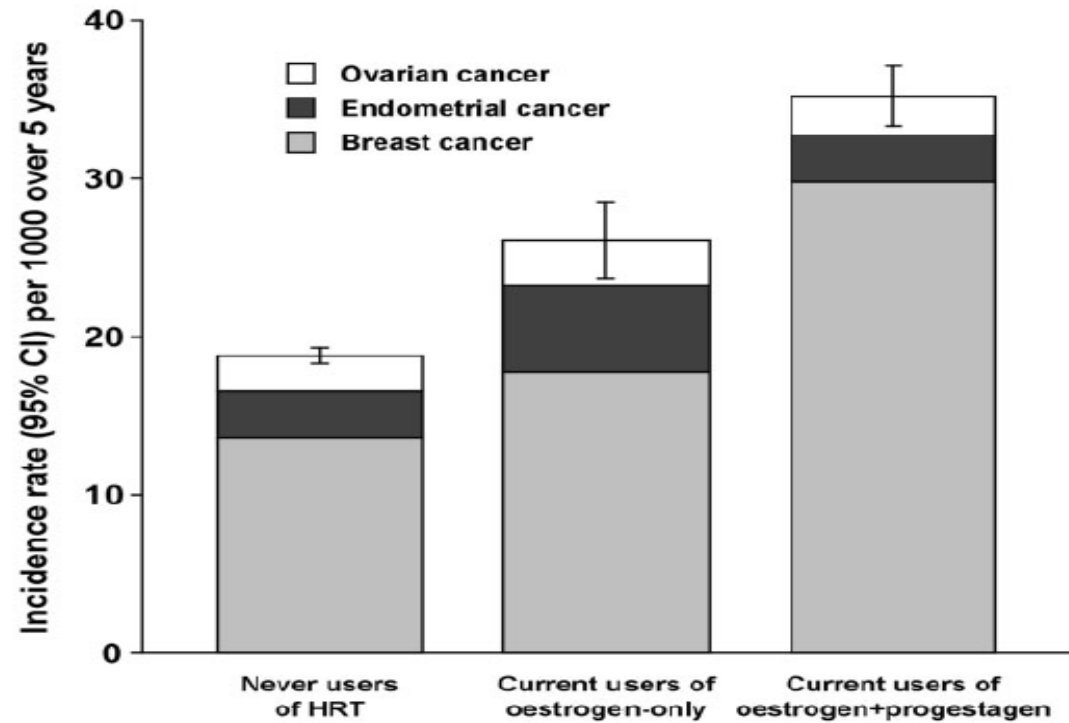 Incidence rate (95% CI) per 1000 over 5 years
40
30
20
10
0
Ovarian cancer
Endometrial cancer
Breast cancer
Never users
of HRT
Current users of
oestrogen-only
Current users of
oestrogen+progestagen